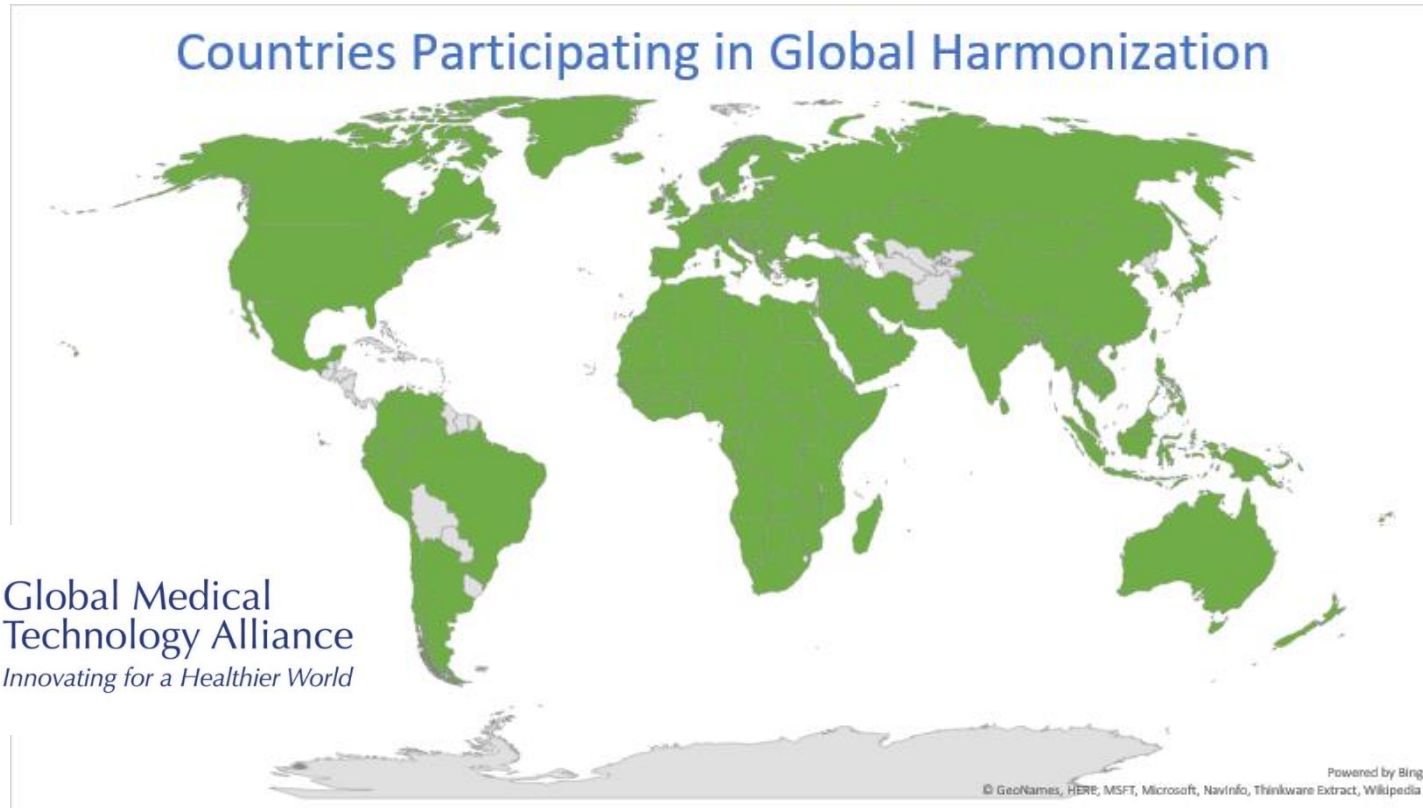 Countries Participating in Global Harmonization
Global Medical
Technology Alliance
Innovating for a Healthier World
Powered by Bing
© GeoNames, HERE, MSFT, Microsoft, NavInfo, Thinkware Extract, Wikipedia